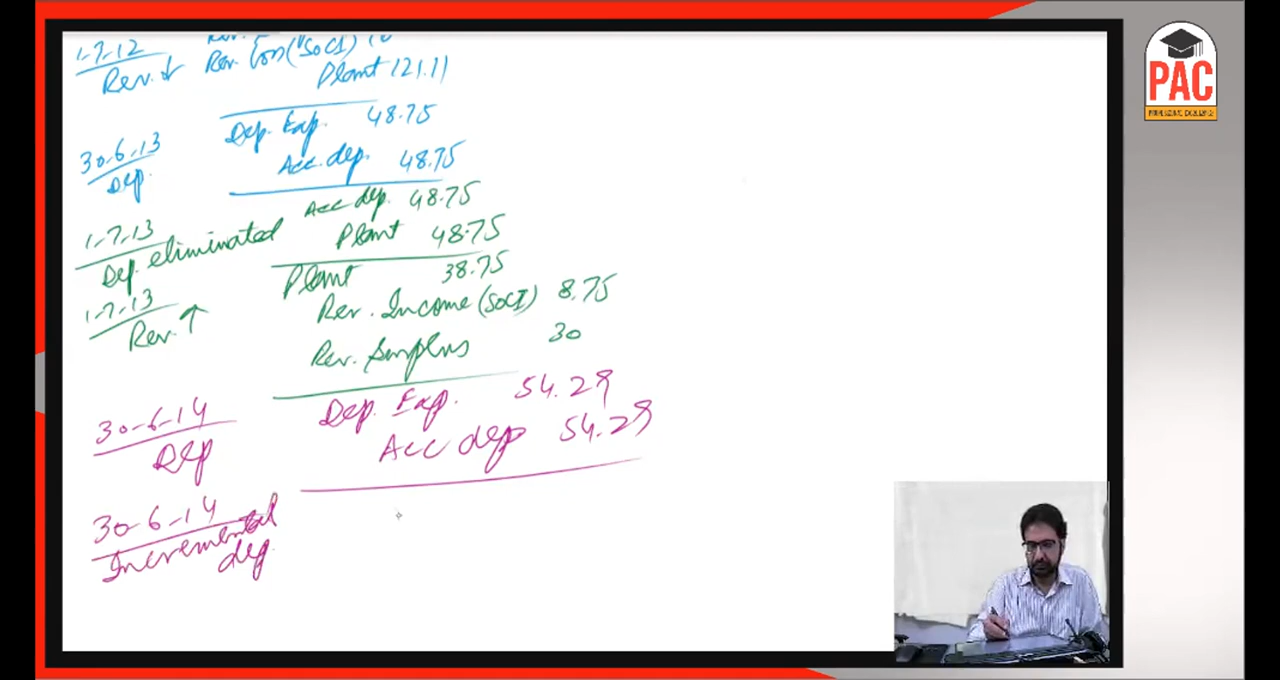 1-7-12
Rev. ↓
Rev. Loss (SOCI)
Plant 121.11
30-6-13
Dep.
Dep. Exp. 48.75
Acc. dep. 48.75
1-7-13
Dep. eliminated
Acc dep. 48.75
Plant 48.75
1-7-13
Rev. ↑
Plant 38.75
Rev. Income (SOCI) 8.75
Rev. Surplus 30
30-6-14
Dep
Dep. Exp. 54.29
Acc dep 54.29
30-6-14
Incremental
dep.
PAC